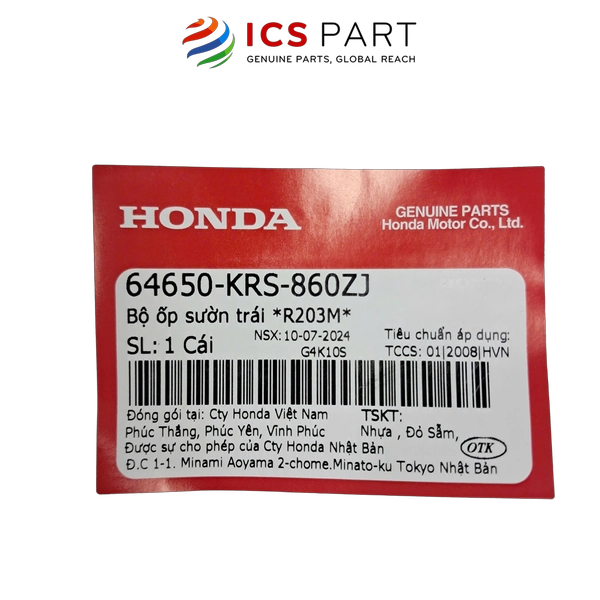 ICS PART
GENUINE PARTS, GLOBAL REACH
HONDA
GENUINE PARTS
Honda Motor Co., Ltd.
64650-KRS-860ZJ
Bộ ốp sườn trái *R203M*
NSX: 10-07-2024
Tiêu chuẩn áp dụng:
SL: 1 Cái
G4K10S
TCCS: 01|2008|HVN
Đóng gói tại: Cty Honda Việt Nam
TSKT:
Phúc Thắng, Phúc Yên, Vĩnh Phúc
Nhựa , Đỏ Sẫm,
Được sự cho phép của Cty Honda Nhật Bản
OTK
Đ.C 1-1. Minami Aoyama 2-chome.Minato-ku Tokyo Nhật Bản